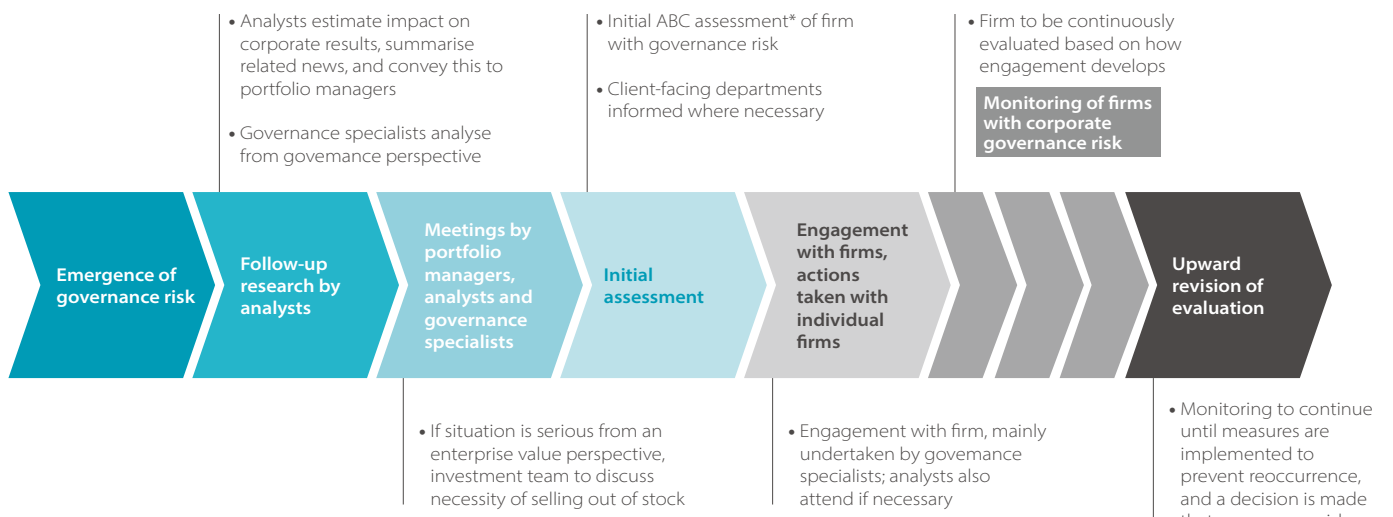 • Analysts estimate impact on
corporate results, summarise
related news, and convey this to
portfolio managers
• Governance specialists analyse
from governance perspective
• Initial ABC assessment* of firm
with governance risk
• Client-facing departments
informed where necessary
• Firm to be continuously
evaluated based on how
engagement develops
Monitoring of firms
with corporate
governance risk
Emergence of
governance risk
Follow-up
research by
analysts
Meetings by
portfolio
managers,
analysts and
governance
specialists
Initial
assessment
Engagement
with firms,
actions
taken with
individual
firms
Upward
revision of
evaluation
• If situation is serious from an
enterprise value perspective,
investment team to discuss
necessity of selling out of stock
• Engagement with firm, mainly
undertaken by governance
specialists; analysts also
attend if necessary
• Monitoring to continue
until measures are
implemented to
prevent reoccurrence,
and a decision is made